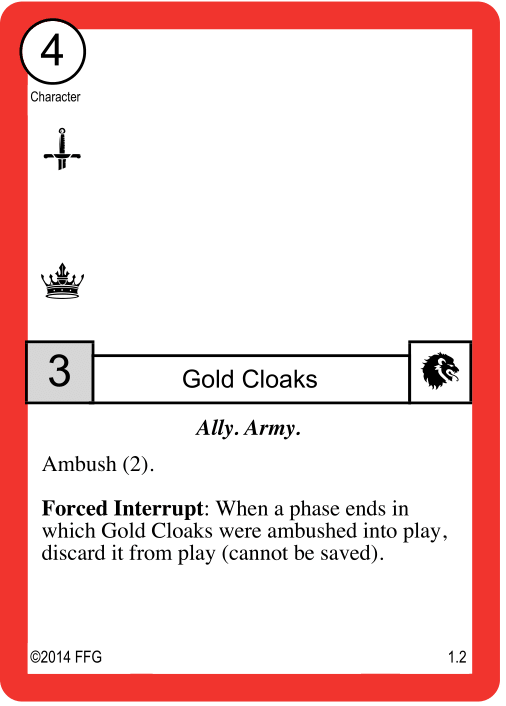 4
Character
3
Gold Cloaks
Ally. Army.
Ambush (2).
Forced Interrupt: When a phase ends in
which Gold Cloaks were ambushed into play,
discard it from play (cannot be saved).
©2014 FFG
1.2